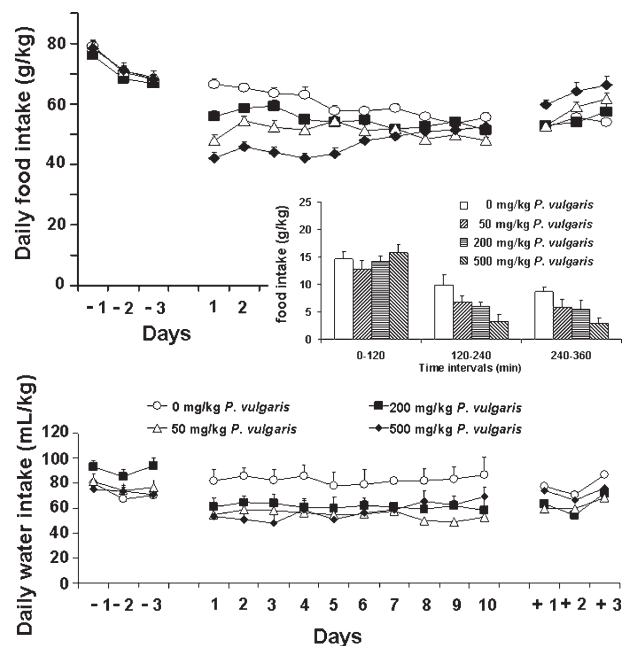 Daily food intake (g/kg)
80
60
40
20
0
- 1 - 2 - 3
1 2
Days
food intake (g/kg)
25
20
15
10
5
0
0 mg/kg P. vulgaris
50 mg/kg P. vulgaris
200 mg/kg P. vulgaris
500 mg/kg P. vulgaris
0-120 120-240 240-360
Time intervals (min)
0 mg/kg P. vulgaris 200 mg/kg P. vulgaris
50 mg/kg P. vulgaris 500 mg/kg P. vulgaris
Daily water intake (mL/kg)
120
100
80
60
40
20
0
- 1 - 2 - 3 1 2 3 4 5 6 7 8 9 10 + 1 + 2 + 3
Days